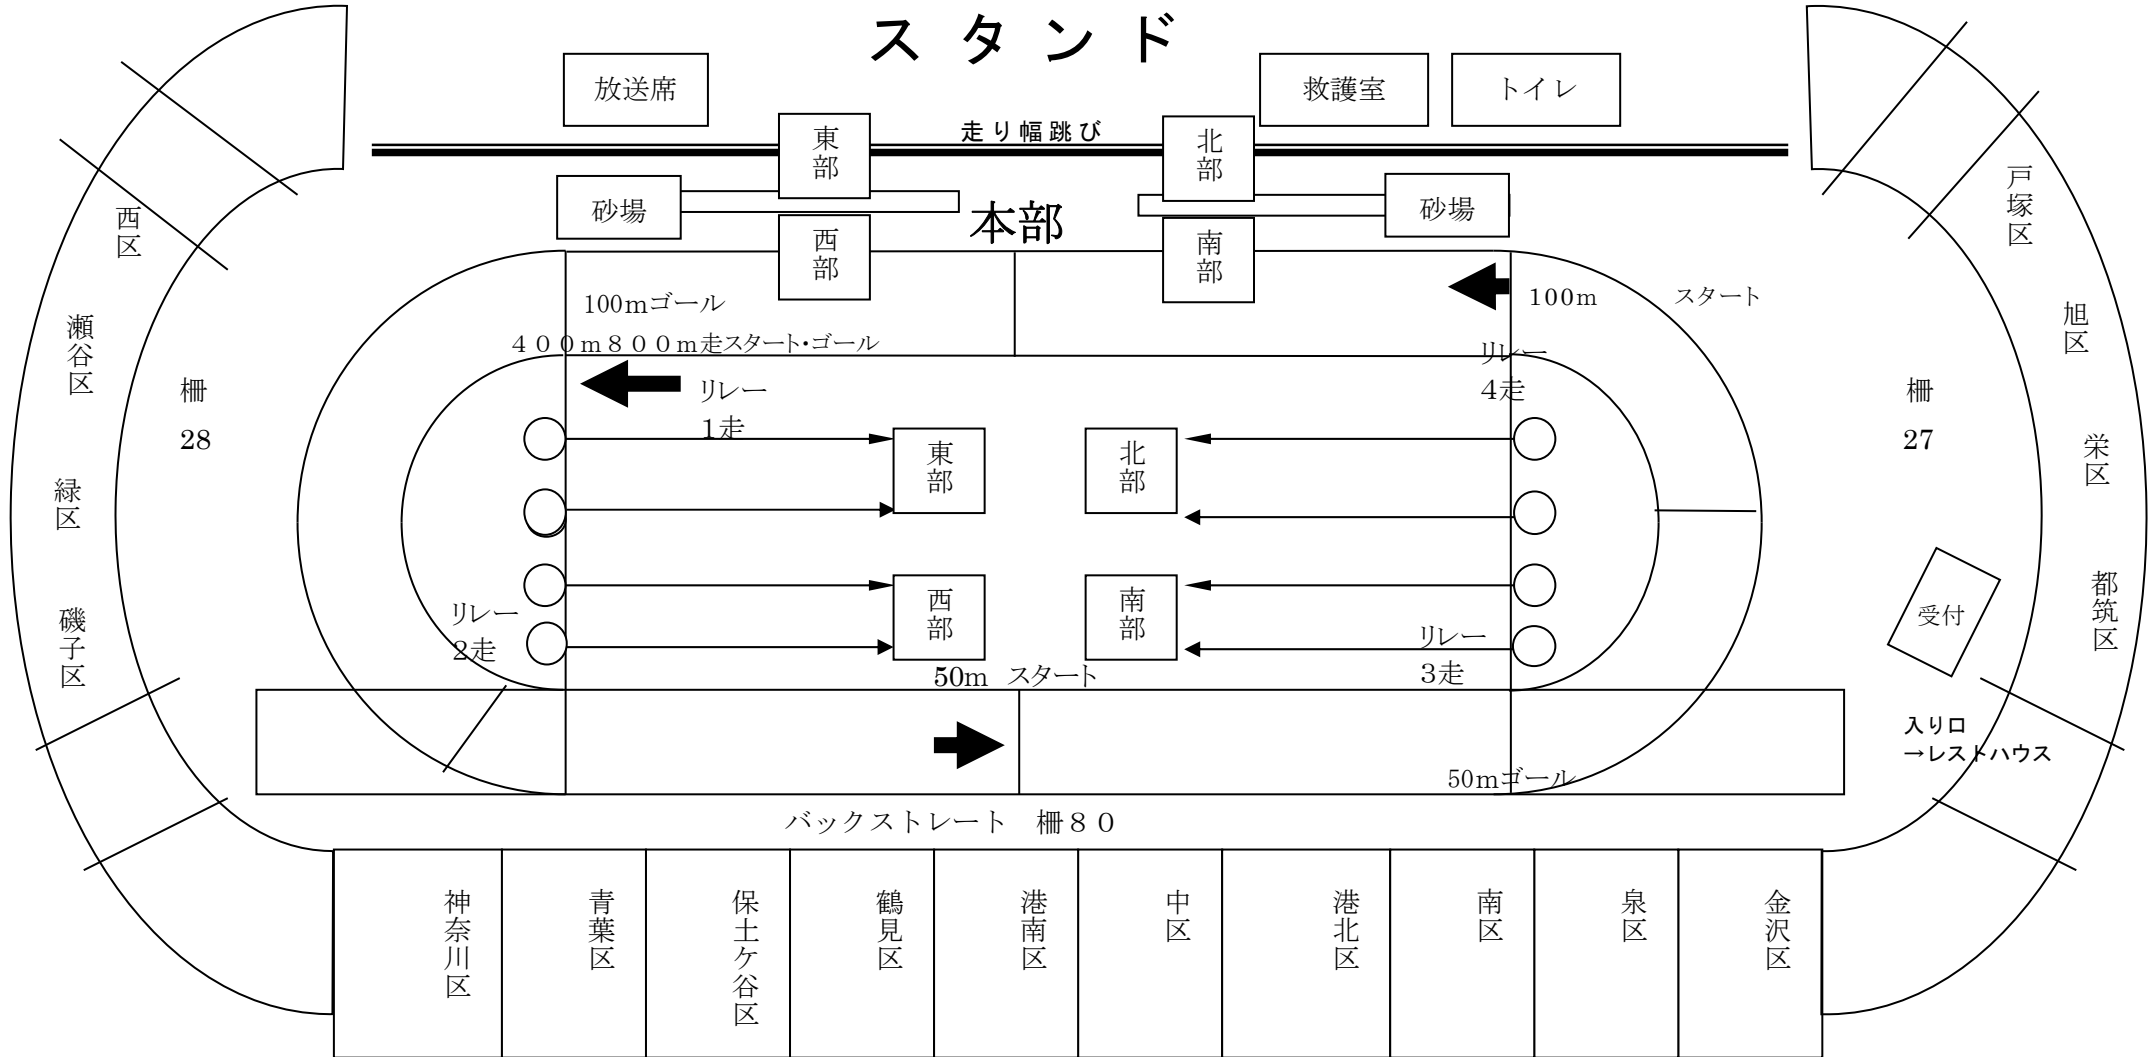 スタンド
放送席
救護室
トイレ
走り幅跳び
東部
北部
砂場
砂場
本部
西部
南部
西区
戸塚区
100mゴール
100m
スタート
４００ｍ８００ｍ走スタート・ゴール
瀬谷区
旭区
リレー
4走
リレー
1走
柵
28
柵
27
東部
北部
緑区
栄区
西部
南部
磯子区
都筑区
受付
リレー
2走
リレー
3走
50m スタート
入り口
→レストハウス
50mゴール
バックストレート 柵８０
神奈川区
青葉区
保土ケ谷区
鶴見区
港南区
中区
港北区
南区
泉区
金沢区